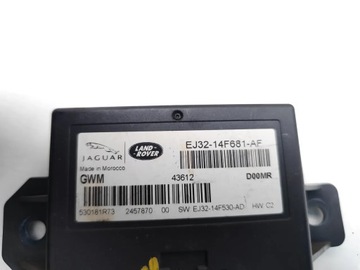 JAGUAR
LAND-
ROVER
EJ32-14F681-AF
Made in Morocco
GWM
43612
D00MR
530181R73
2457870
00
SW EJ32-14F530-AD
HW C2